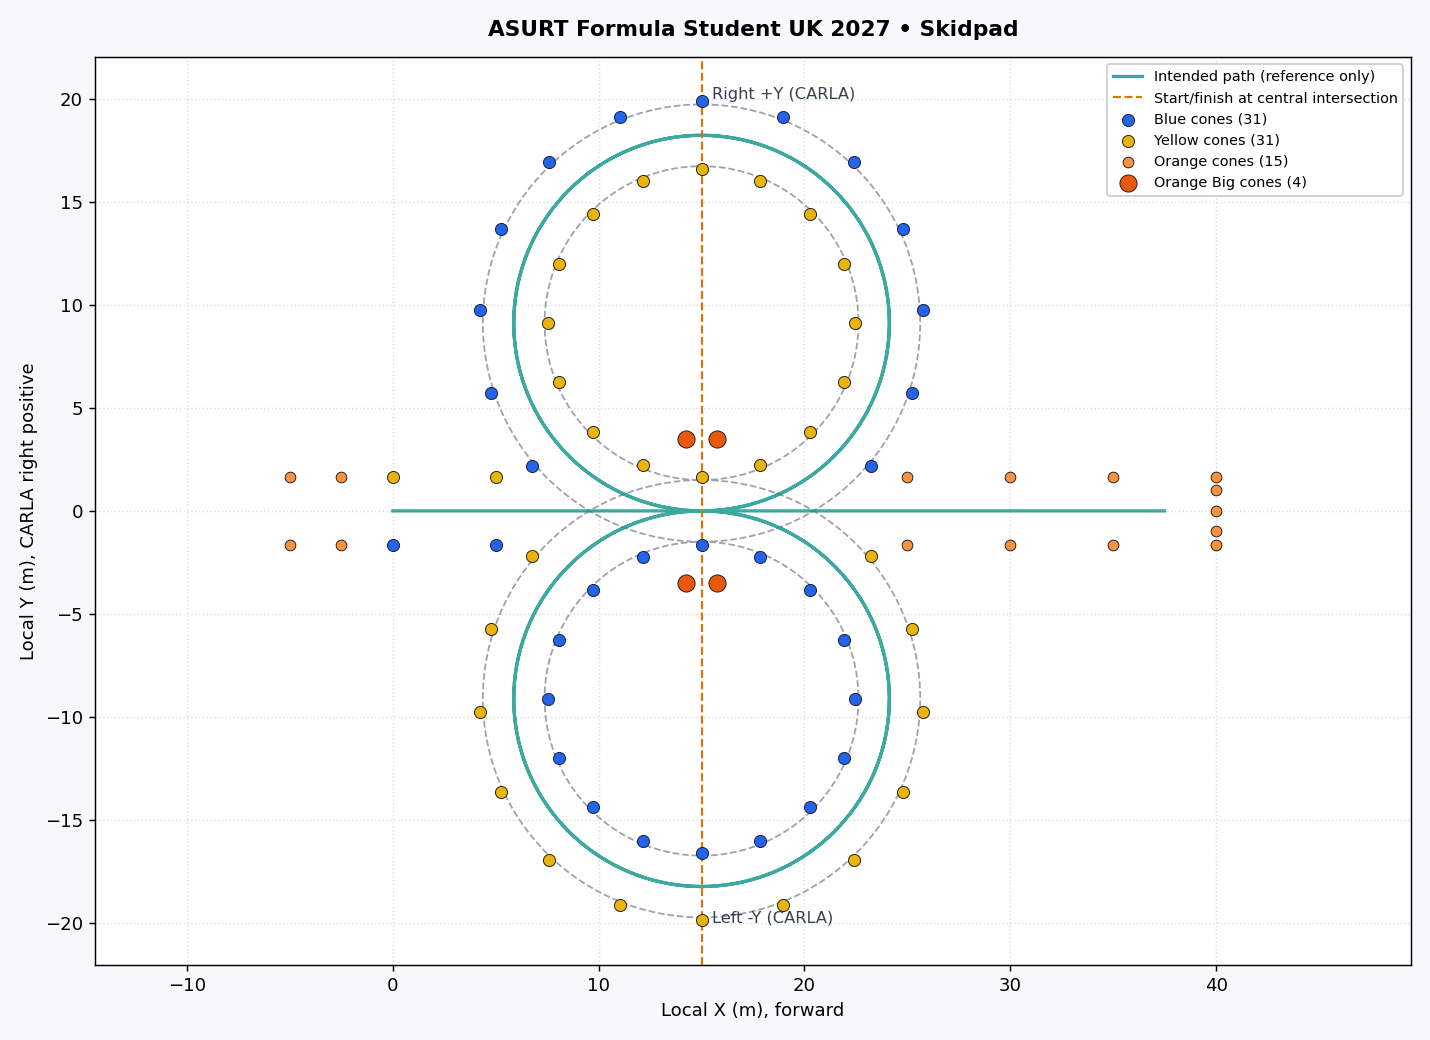 ASURT Formula Student UK 2027 • Skidpad
Right +Y (CARLA)
Intended path (reference only)
Start/finish at central intersection
Blue cones (31)
Yellow cones (31)
Orange cones (15)
Orange Big cones (4)
Local Y (m), CARLA right positive
20
15
10
5
0
−5
−10
−15
−20
Left -Y (CARLA)
−10
0
10
20
30
40
Local X (m), forward